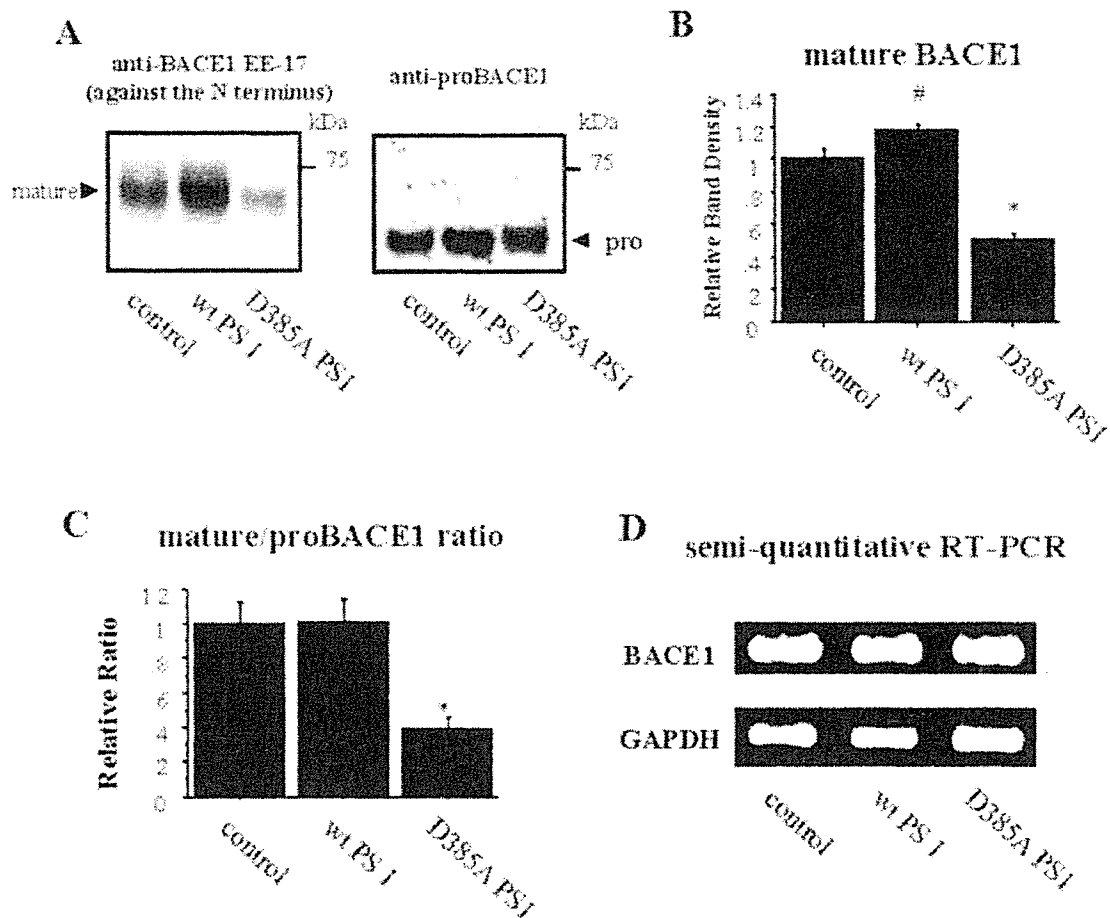 A
anti-BACE1 EE-17
(against the N terminus)
anti-proBACE1
kDa
75
kDa
75
mature
pro
control
wt PS 1
D385A PS1
control
wt PS 1
D385A PS1
B
mature BACE1
#
*
Relative Band Density
1.4
1.2
1
.8
.6
.4
.2
0
control
wt PS 1
D385A PS1
C
mature/proBACE1 ratio
*
Relative Ratio
1.2
1
.8
.6
.4
.2
0
control
wt PS 1
D385A PS1
D
semi-quantitative RT-PCR
BACE1
GAPDH
control
wt PS 1
D385A PS1